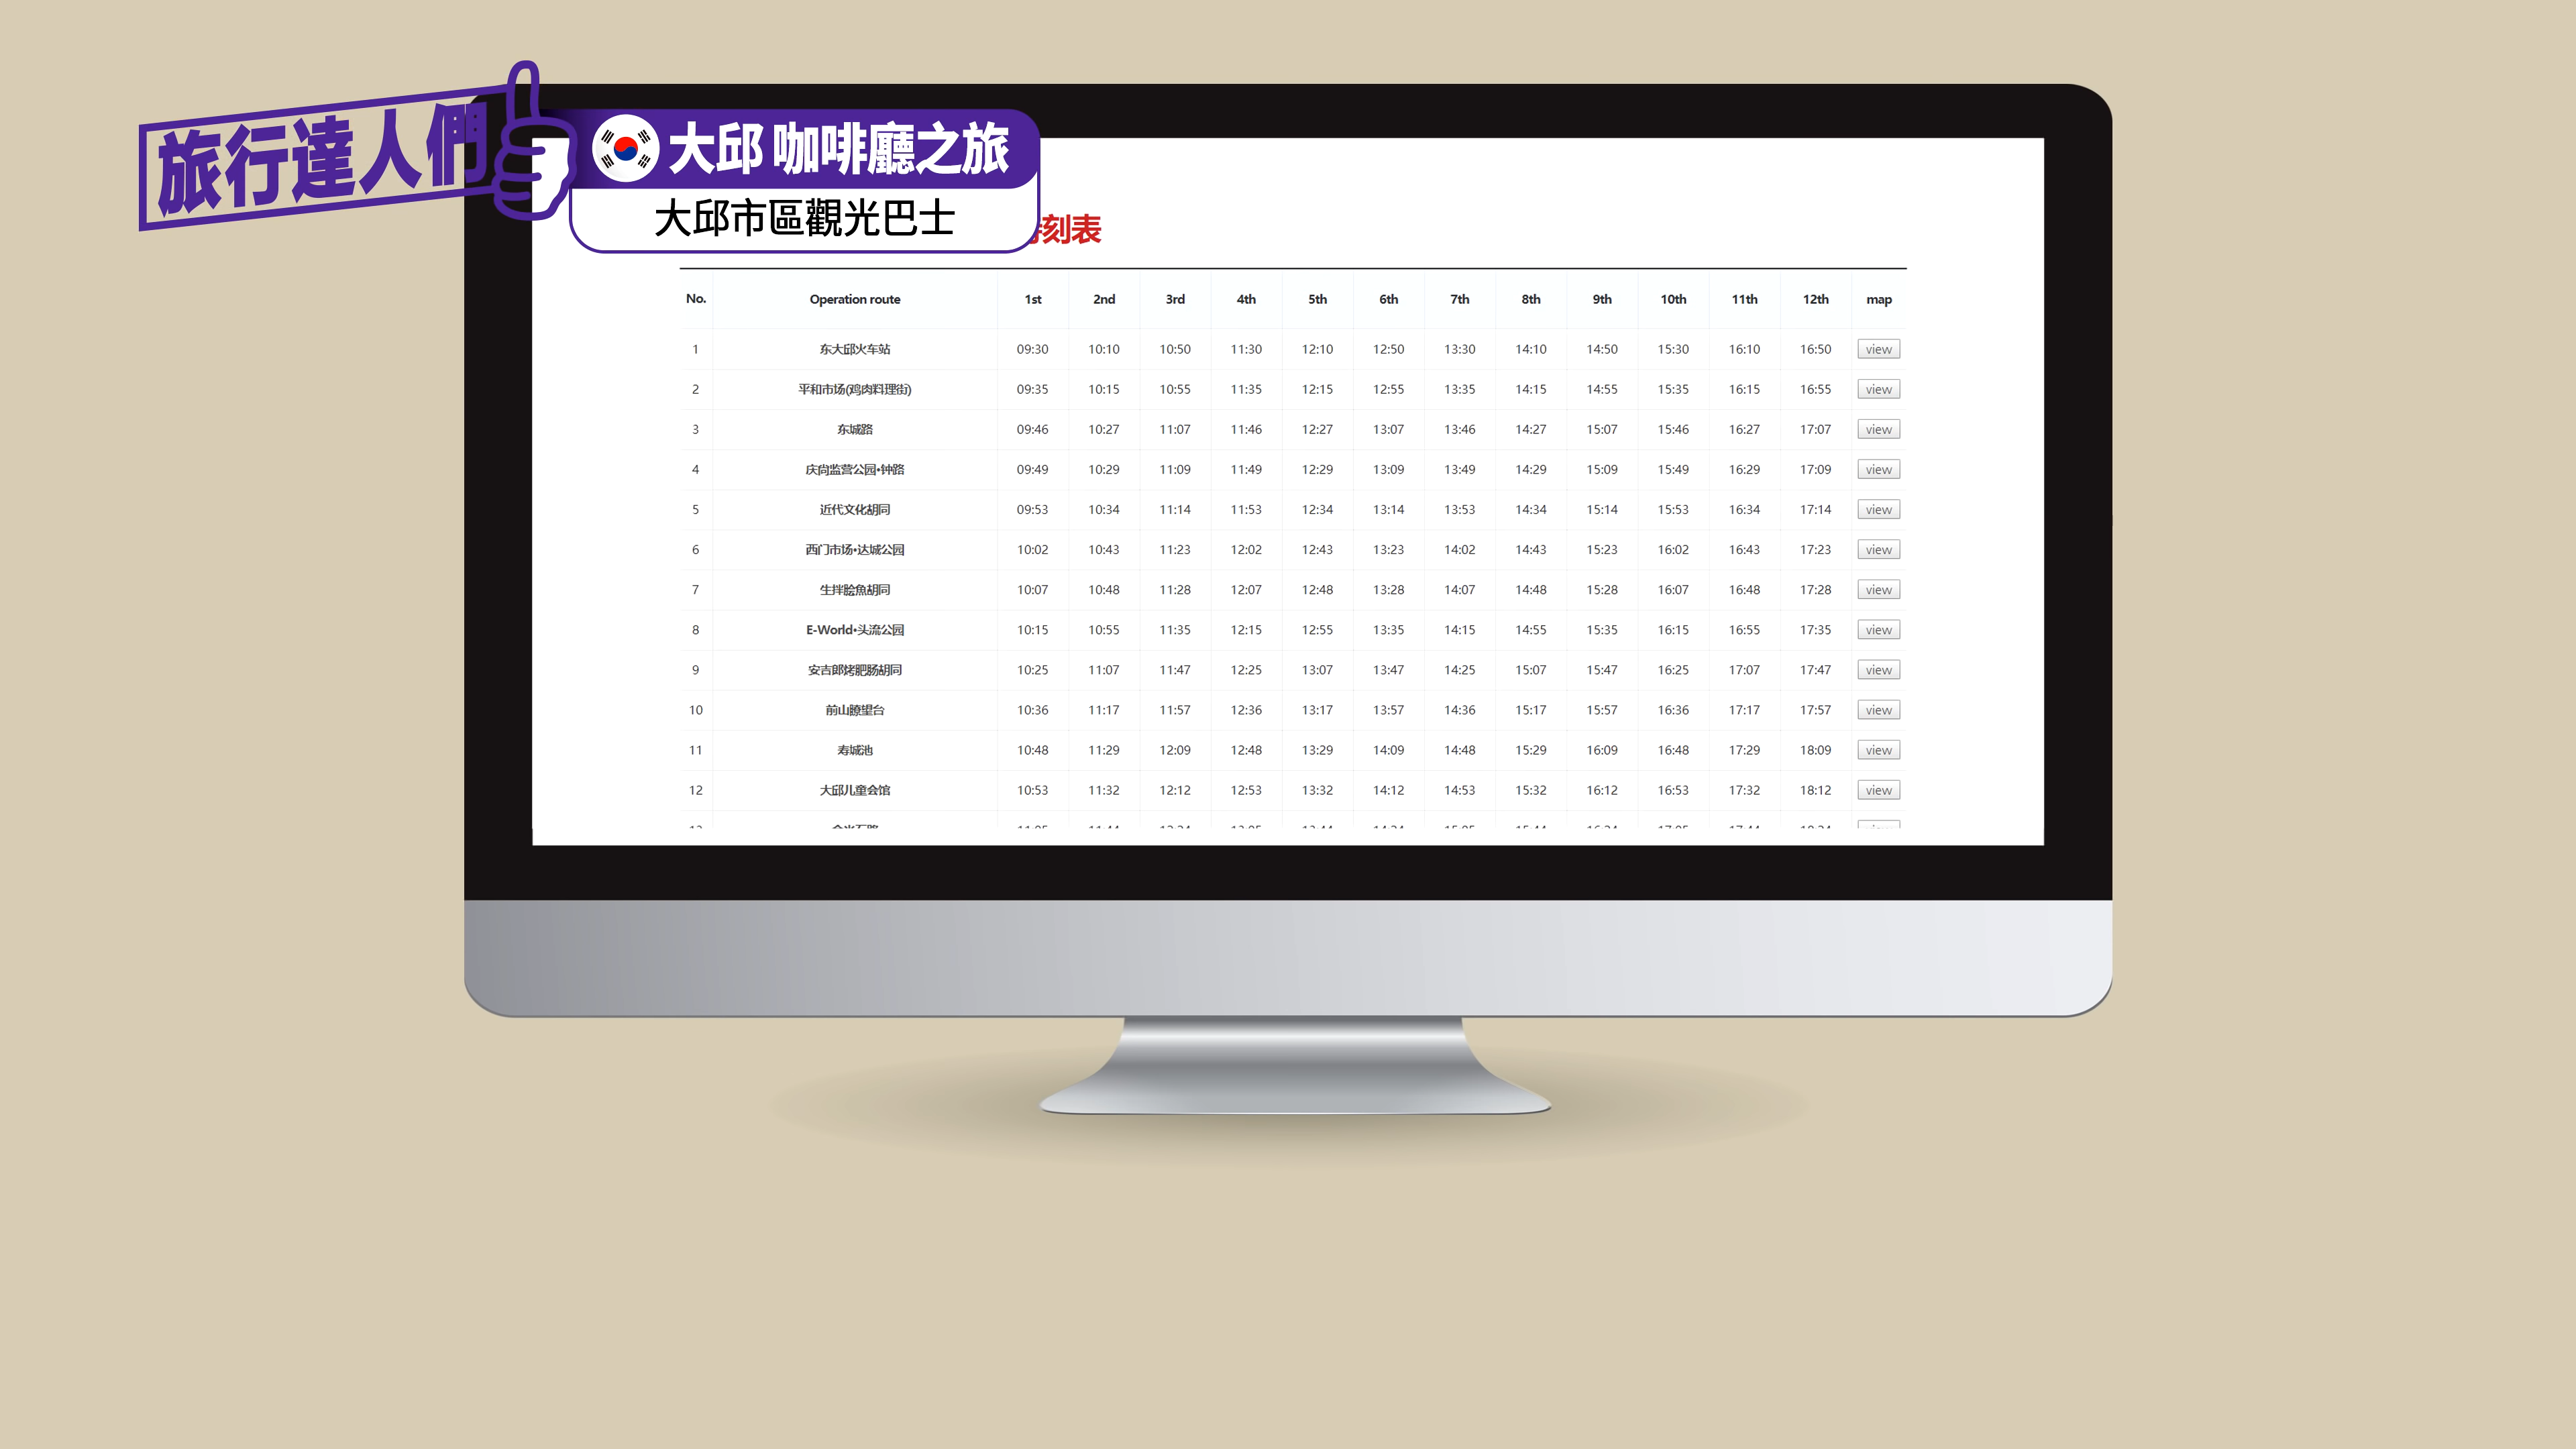 旅行達人們
大邱 咖啡廳之旅
大邱市區觀光巴士
刻表
No. Operation route 1st 2nd 3rd 4th 5th 6th 7th 8th 9th 10th 11th 12th map
1 东大邱火车站 09:30 10:10 10:50 11:30 12:10 12:50 13:30 14:10 14:50 15:30 16:10 16:50 view
2 平和市场(鸡肉料理街) 09:35 10:15 10:55 11:35 12:15 12:55 13:35 14:15 14:55 15:35 16:15 16:55 view
3 东城路 09:46 10:27 11:07 11:46 12:27 13:07 13:46 14:27 15:07 15:46 16:27 17:07 view
4 庆尚监营公园•钟路 09:49 10:29 11:09 11:49 12:29 13:09 13:49 14:29 15:09 15:49 16:29 17:09 view
5 近代文化胡同 09:53 10:34 11:14 11:53 12:34 13:14 13:53 14:34 15:14 15:53 16:34 17:14 view
6 西门市场•达城公园 10:02 10:43 11:23 12:02 12:43 13:23 14:02 14:43 15:23 16:02 16:43 17:23 view
7 生拌脍魚胡同 10:07 10:48 11:28 12:07 12:48 13:28 14:07 14:48 15:28 16:07 16:48 17:28 view
8 E-World•头流公园 10:15 10:55 11:35 12:15 12:55 13:35 14:15 14:55 15:35 16:15 16:55 17:35 view
9 安吉郎烤肥肠胡同 10:25 11:07 11:47 12:25 13:07 13:47 14:25 15:07 15:47 16:25 17:07 17:47 view
10 前山瞭望台 10:36 11:17 11:57 12:36 13:17 13:57 14:36 15:17 15:57 16:36 17:17 17:57 view
11 寿城池 10:48 11:29 12:09 12:48 13:29 14:09 14:48 15:29 16:09 16:48 17:29 18:09 view
12 大邱儿童会馆 10:53 11:32 12:12 12:53 13:32 14:12 14:53 15:32 16:12 16:53 17:32 18:12 view